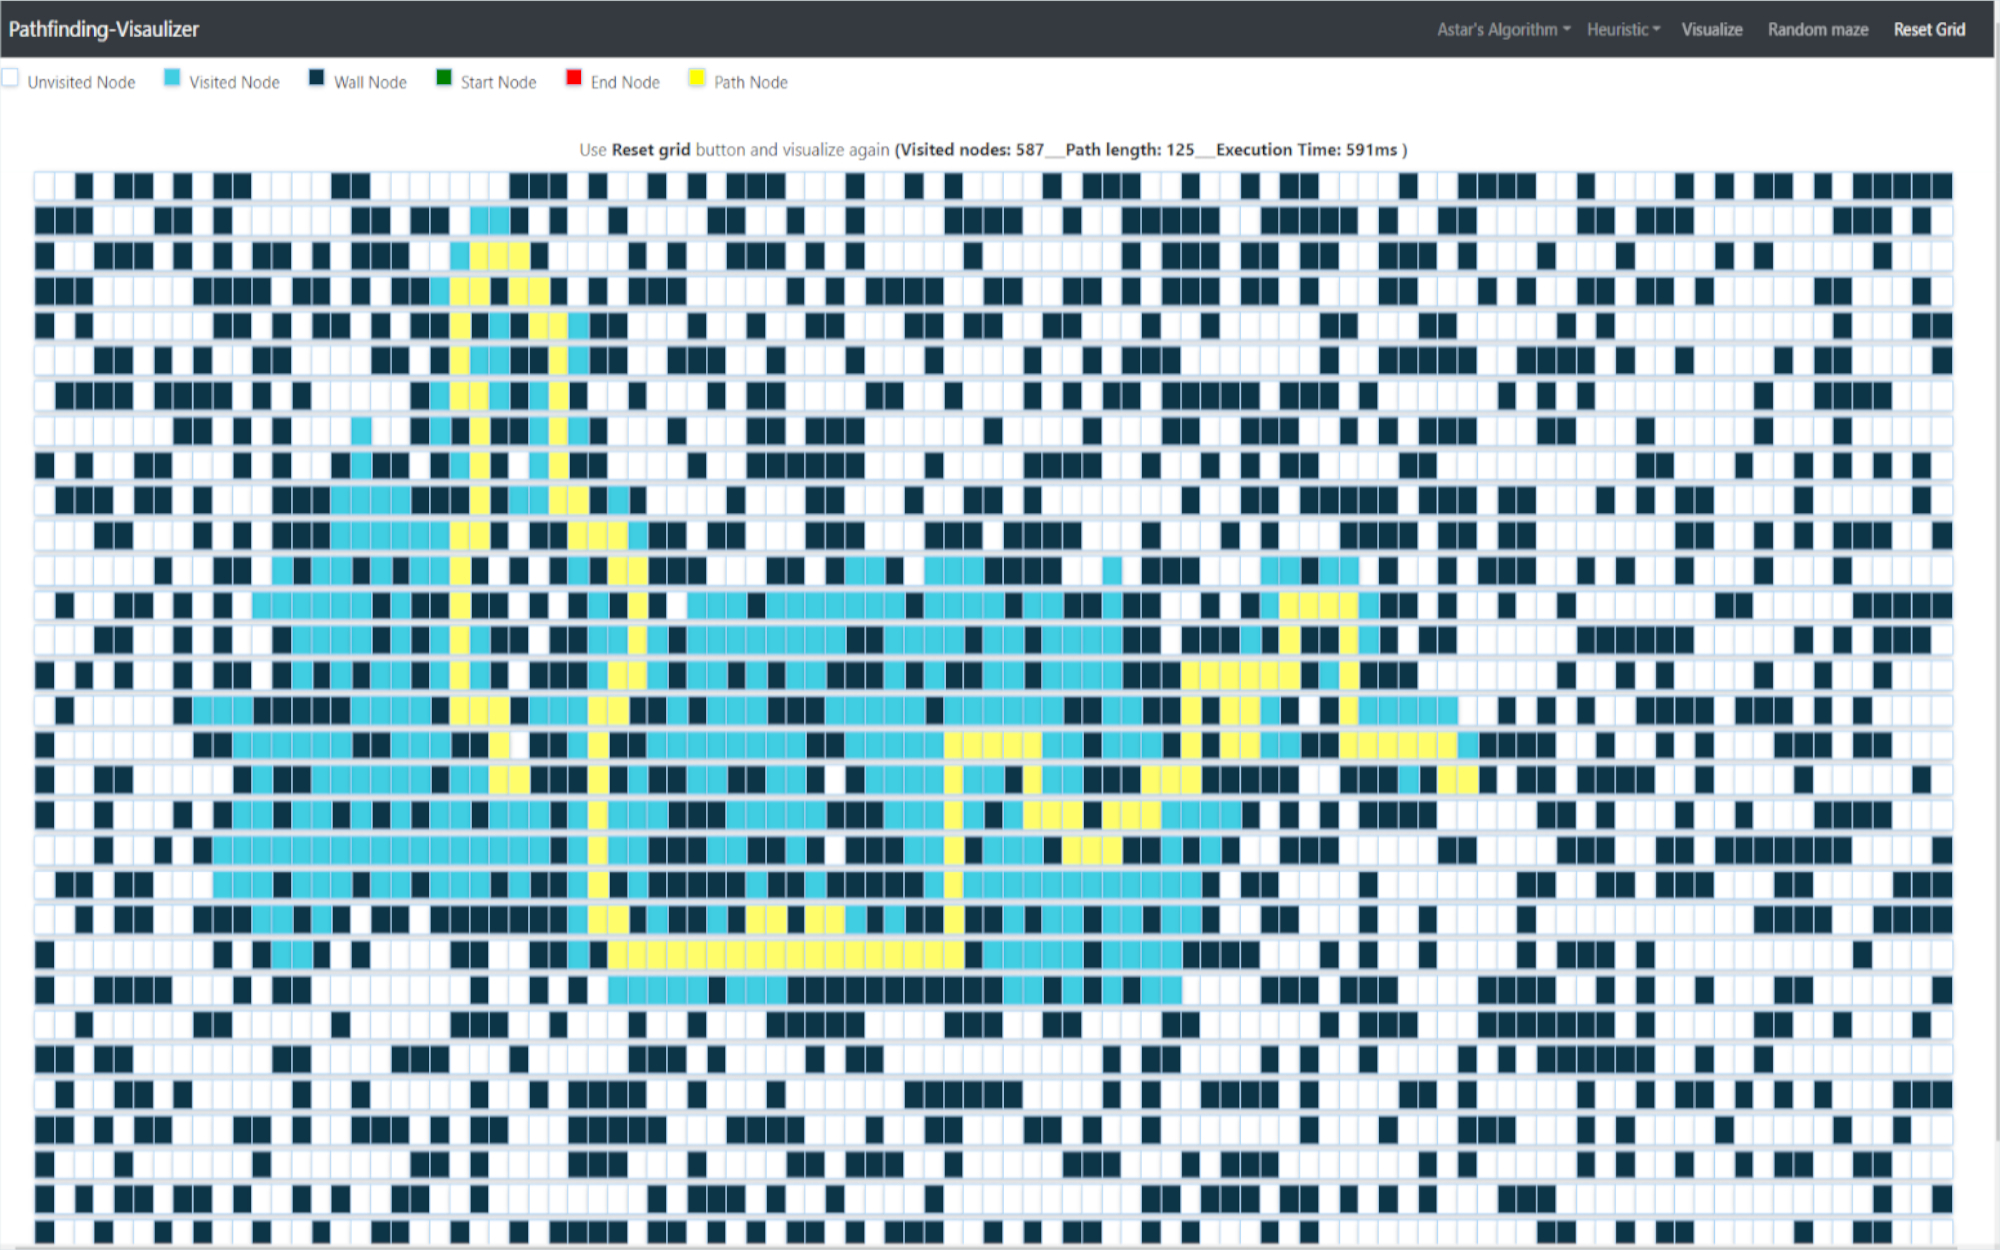 Pathfinding-Visaulizer
Astar's Algorithm Heuristic Visualize Random maze Reset Grid
Unvisited Node Visited Node Wall Node Start Node End Node Path Node
Use Reset grid button and visualize again (Visited nodes: 587__Path length: 125__Execution Time: 591ms )